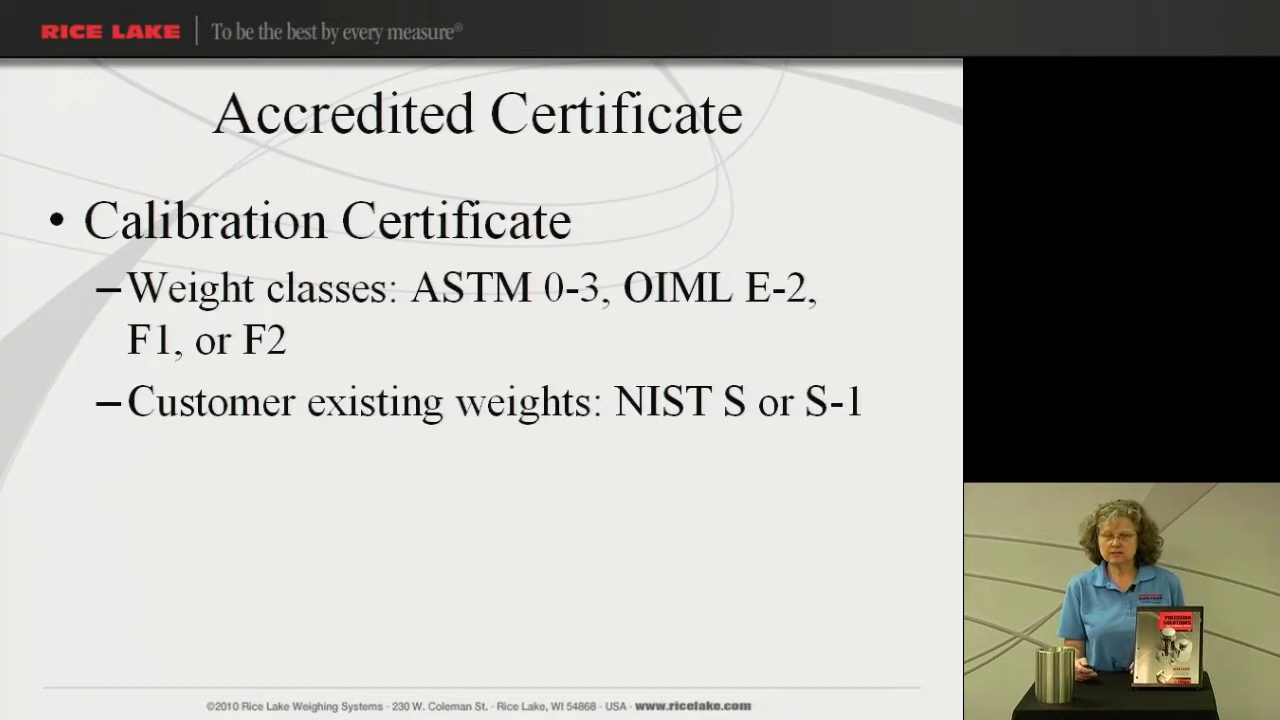 RICE LAKE | To be the best by every measure®
Accredited Certificate
• Calibration Certificate
–Weight classes: ASTM 0-3, OIML E-2,
F1, or F2
–Customer existing weights: NIST S or S-1
PRECISION
SOLUTIONS
©2010 Rice Lake Weighing Systems · 230 W. Coleman St. · Rice Lake, WI 54868 · USA · www.ricelake.com